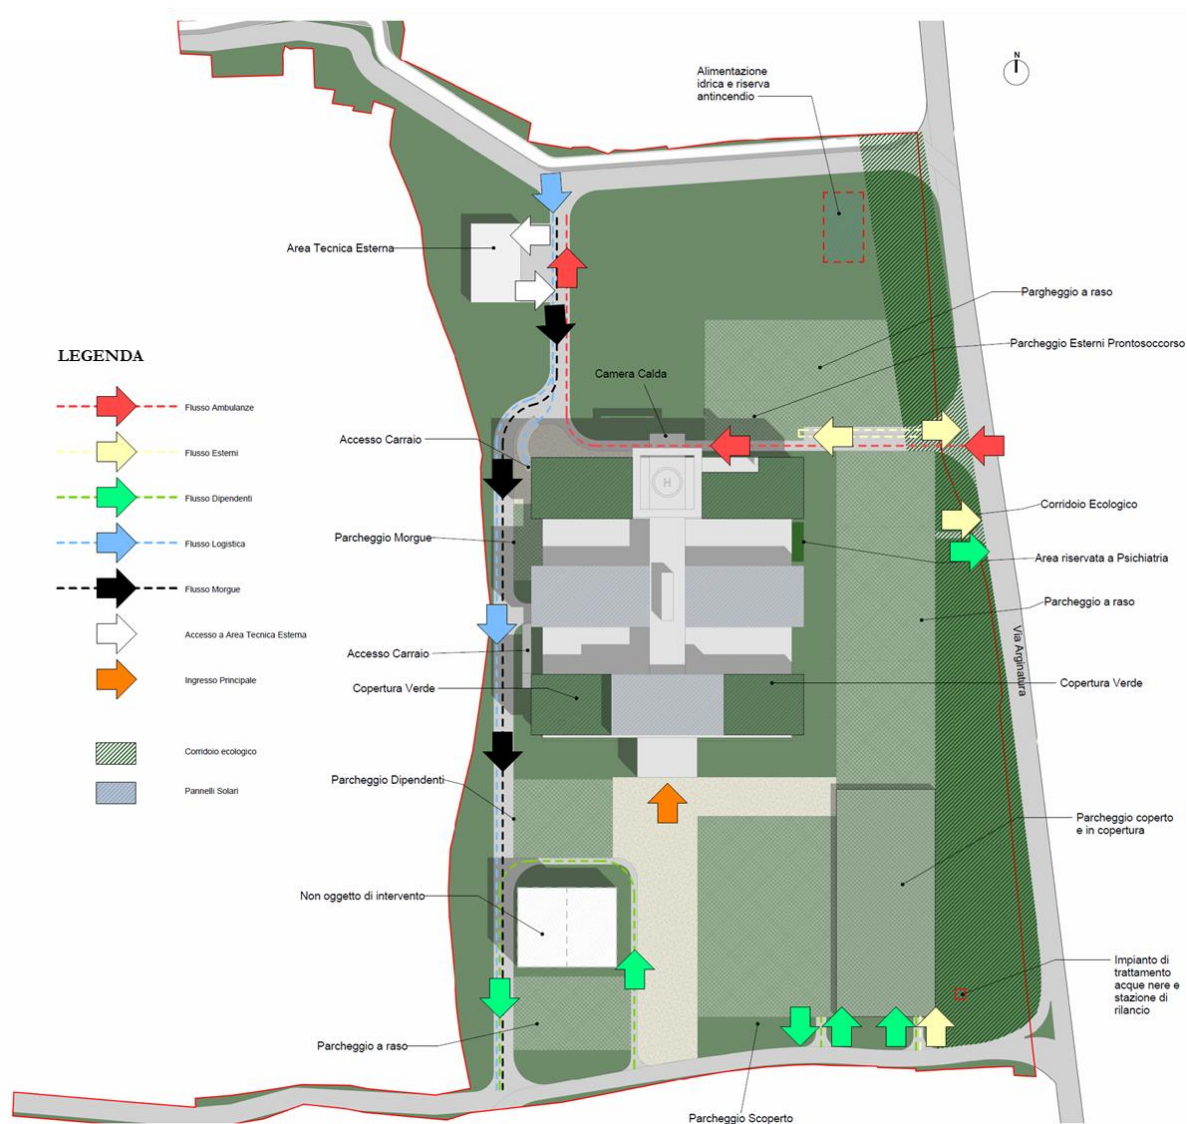 N
Alimentazione
idrica e riserva
antincendio
Area Tecnica Esterna
Pargheggio a raso
Parcheggio Esterni Prontosoccorso
LEGENDA
Camera Calda
Flusso Ambulanze
Accesso Carraio
Flusso Esterni
H
Flusso Dipendenti
Corridoio Ecologico
Parcheggio Morgue
Flusso Logistica
Area riservata a Psichiatria
Flusso Morgue
Parcheggio a raso
Accesso a Area Tecnica Esterna
Accesso Carraio
Via Arginatura
Ingresso Principale
Copertura Verde
Copertura Verde
Corridoio ecologico
Parcheggio Dipendenti
Pannelli Solari
Parcheggio coperto
e in copertura
Non oggetto di intervento
Impianto di
trattamento
acque nere e
stazione di
rilancio
Parcheggio a raso
Parcheggio Scoperto